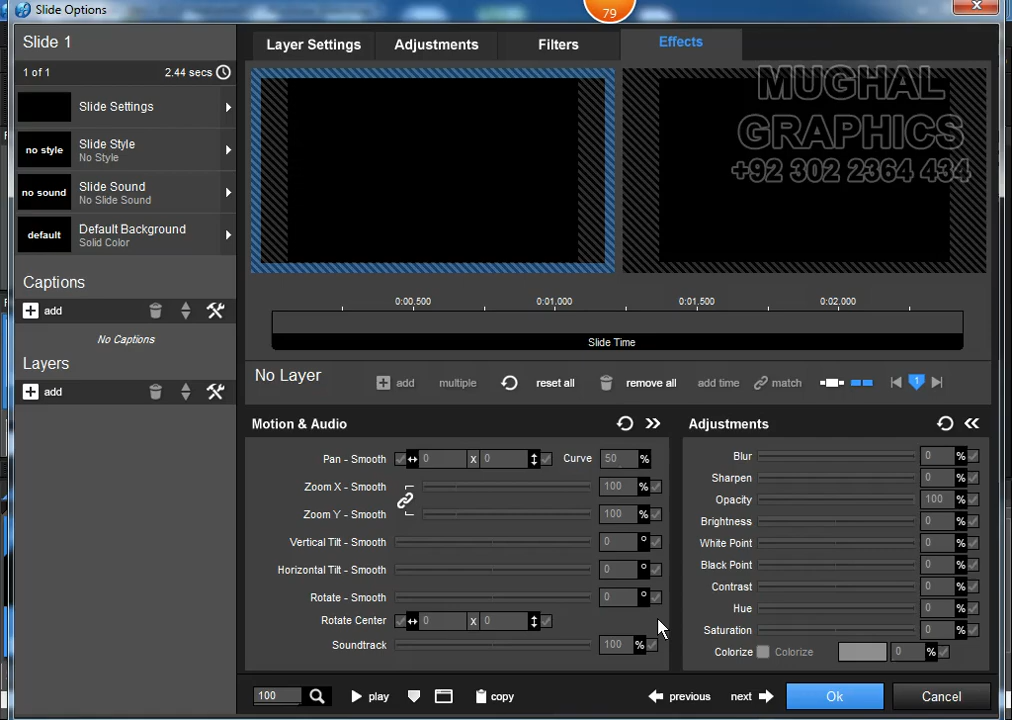 Slide Options
79
Slide 1
Layer Settings
Adjustments
Filters
Effects
1 of 1
2.44 secs
Slide Settings
no style
Slide Style
No Style
no sound
Slide Sound
No Slide Sound
default
Default Background
Solid Color
Captions
add
No Captions
Layers
add
MUGHAL
GRAPHICS
+92 302 2364 434
0:00.500
0:01.000
0:01.500
0:02.000
Slide Time
No Layer
add
multiple
reset all
remove all
add time
match
1
Motion & Audio
Pan - Smooth
0 x 0
Curve
50 %
Zoom X - Smooth
100 %
Zoom Y - Smooth
100 %
Vertical Tilt - Smooth
0 °
Horizontal Tilt - Smooth
0 °
Rotate - Smooth
0 °
Rotate Center
0 x 0
Soundtrack
100 %
Adjustments
Blur
0 %
Sharpen
0 %
Opacity
100 %
Brightness
0 %
White Point
0 %
Black Point
0 %
Contrast
0 %
Hue
0 %
Saturation
0 %
Colorize
Colorize
0 %
100
play
copy
previous
next
Ok
Cancel